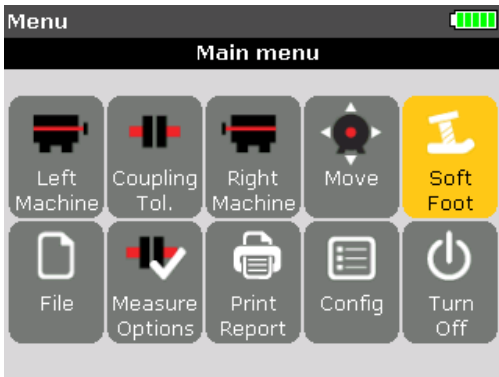 Menu
Main menu
Left Machine
Coupling Tol.
Right Machine
Move
Soft Foot
File
Measure Options
Print Report
Config
Turn Off